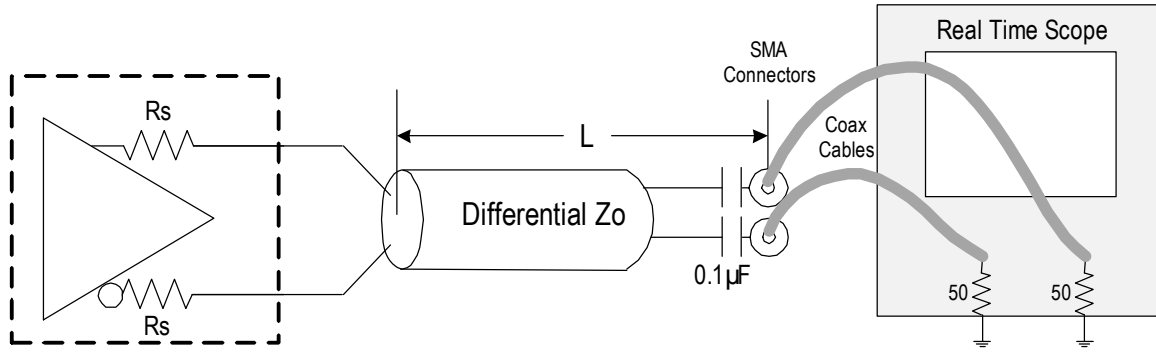 Real Time Scope
SMA
Connectors
Rs
L
Coax
Cables
Differential Zo
0.1µF
50
50
Rs